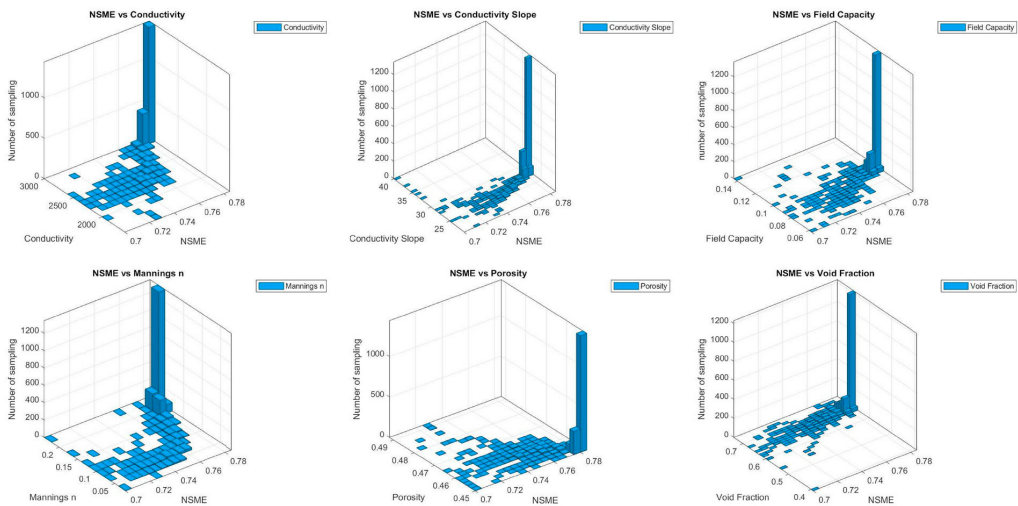 NSME vs Conductivity
Conductivity
Number of sampling
1000
500
0
3000
2500
2000
Conductivity
0.7
0.72
0.74
0.76
0.78
NSME
NSME vs Conductivity Slope
Conductivity Slope
Number of sampling
1200
1000
800
600
400
200
0
40
35
30
25
Conductivity Slope
0.7
0.72
0.74
0.76
0.78
NSME
NSME vs Field Capacity
Field Capacity
number of sampling
1200
1000
800
600
400
200
0
0.14
0.12
0.1
0.08
0.06
Field Capacity
0.7
0.72
0.74
0.76
0.78
NSME
NSME vs Mannings n
Mannings n
Number of sampling
1200
1000
800
600
400
200
0
0.2
0.15
0.1
0.05
Mannings n
0.7
0.72
0.74
0.76
0.78
NSME
NSME vs Porosity
Porosity
Number of sampling
1000
500
0
0.49
0.48
0.47
0.46
0.45
Porosity
0.7
0.72
0.74
0.76
0.78
NSME
NSME vs Void Fraction
Void Fraction
Number of sampling
1200
1000
800
600
400
200
0
0.7
0.6
0.5
0.4
Void Fraction
0.7
0.72
0.74
0.76
0.78
NSME